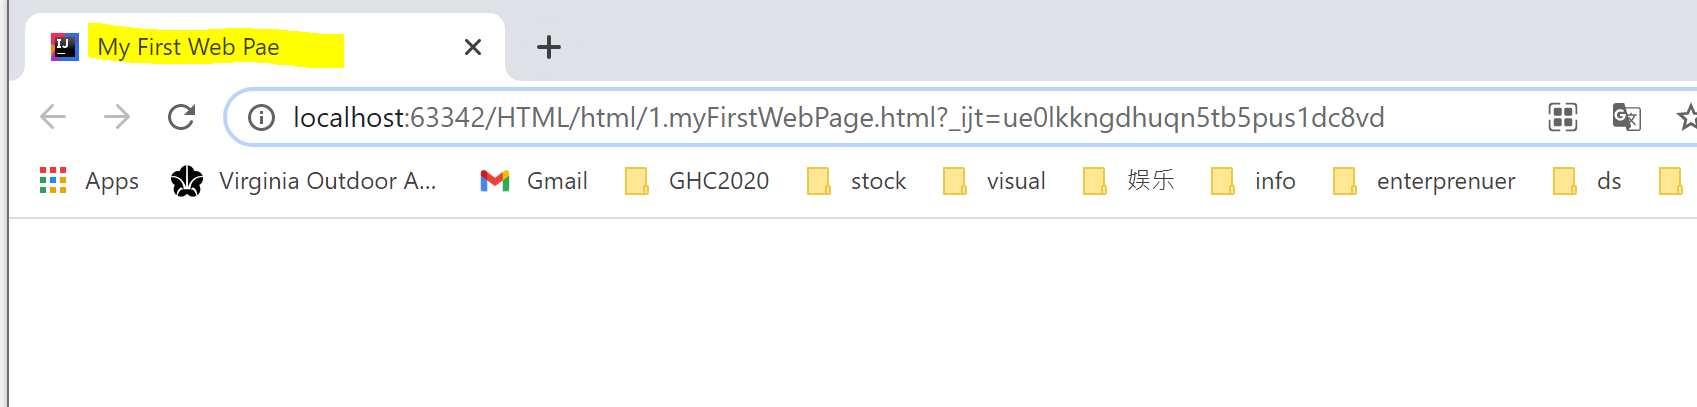 IJ My First Web Pae
localhost:63342/HTML/html/1.myFirstWebPage.html?_ijt=ue0lkkngdhuqn5tb5pus1dc8vd
Apps Virginia Outdoor A... Gmail GHC2020 stock visual 娱乐 info enterprenuer ds